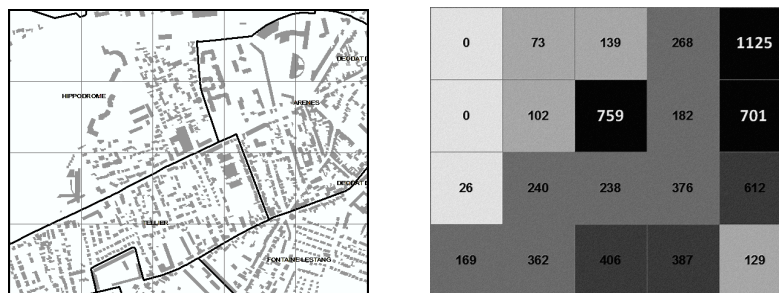 DEODAT D
HIPPODROME
ARENES
DEODAT D
TELLIER
FONTAINE-LESTANG
0 73 139 268 1125
0 102 759 182 701
26 240 238 376 612
169 362 406 387 129